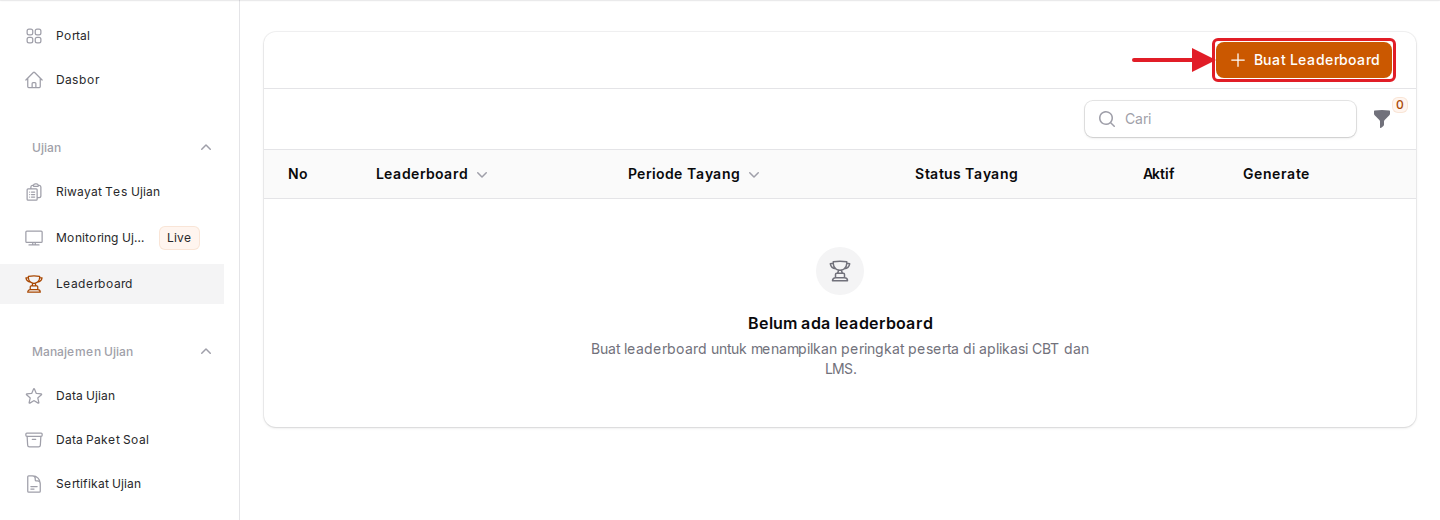 Portal
Dasbor
Ujian
Riwayat Tes Ujian
Monitoring Uj...
Live
Leaderboard
Manajemen Ujian
Data Ujian
Data Paket Soal
Sertifikat Ujian
Buat Leaderboard
Cari
0
No Leaderboard Periode Tayang Status Tayang Aktif Generate
Belum ada leaderboard
Buat leaderboard untuk menampilkan peringkat peserta di aplikasi CBT dan
LMS.